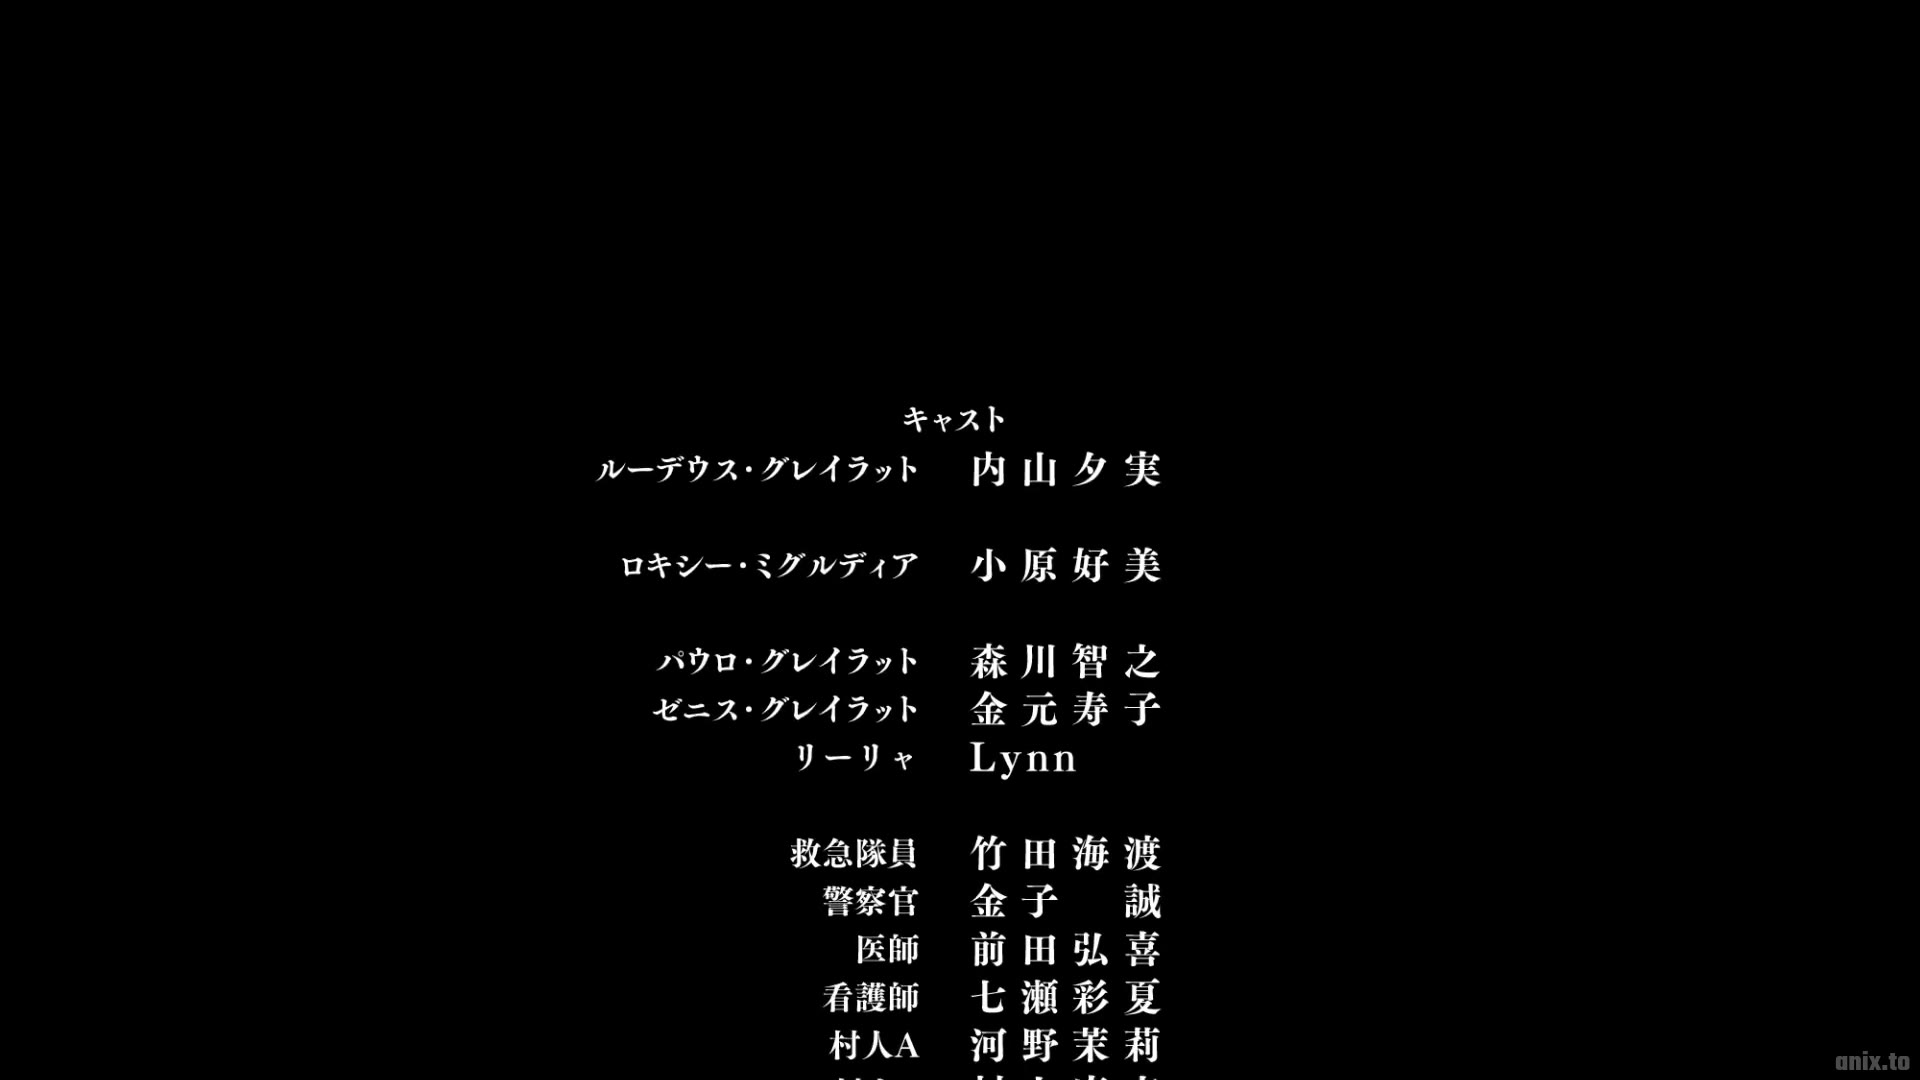 キャスト
ルーデウス・グレイラット 内山夕実
ロキシー・ミグルディア 小原好美
パウロ・グレイラット 森川智之
ゼニス・グレイラット 金元寿子
リーリャ Lynn
救急隊員 竹田海渡
警察官 金子 誠
医師 前田弘喜
看護師 七瀬彩夏
村人A 河野茉莉
anix.to